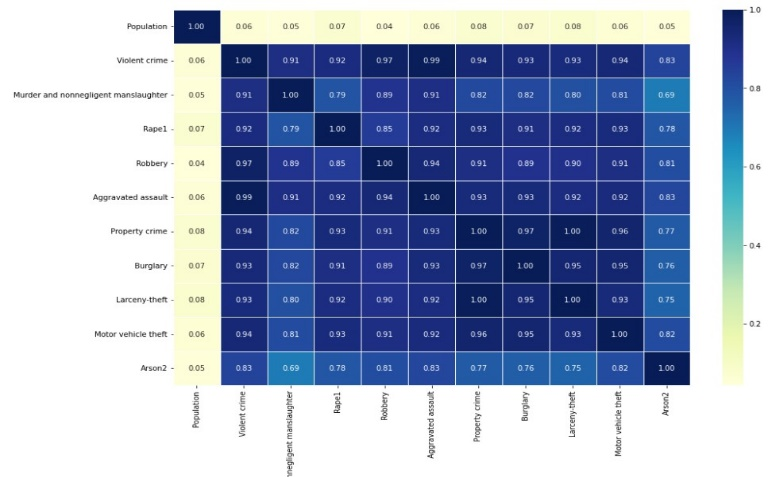 Population 1.00 0.06 0.05 0.07 0.04 0.06 0.08 0.07 0.08 0.06 0.05
Violent crime 0.06 1.00 0.91 0.92 0.97 0.99 0.94 0.93 0.93 0.94 0.83
Murder and nonnegligent manslaughter 0.05 0.91 1.00 0.79 0.89 0.91 0.82 0.82 0.80 0.81 0.69
Rape1 0.07 0.92 0.79 1.00 0.85 0.92 0.93 0.91 0.92 0.93 0.78
Robbery 0.04 0.97 0.89 0.85 1.00 0.94 0.91 0.89 0.90 0.91 0.81
Aggravated assault 0.06 0.99 0.91 0.92 0.94 1.00 0.93 0.93 0.92 0.92 0.83
Property crime 0.08 0.94 0.82 0.93 0.91 0.93 1.00 0.97 1.00 0.96 0.77
Burglary 0.07 0.93 0.82 0.91 0.89 0.93 0.97 1.00 0.95 0.95 0.76
Larceny-theft 0.08 0.93 0.80 0.92 0.90 0.92 1.00 0.95 1.00 0.93 0.75
Motor vehicle theft 0.06 0.94 0.81 0.93 0.91 0.92 0.96 0.95 0.93 1.00 0.82
Arson2 0.05 0.83 0.69 0.78 0.81 0.83 0.77 0.76 0.75 0.82 1.00
Population
Violent crime
nnegligent manslaughter
Rape1
Robbery
Aggravated assault
Property crime
Burglary
Larceny-theft
Motor vehicle theft
Arson2
1.0
0.8
0.6
0.4
0.2